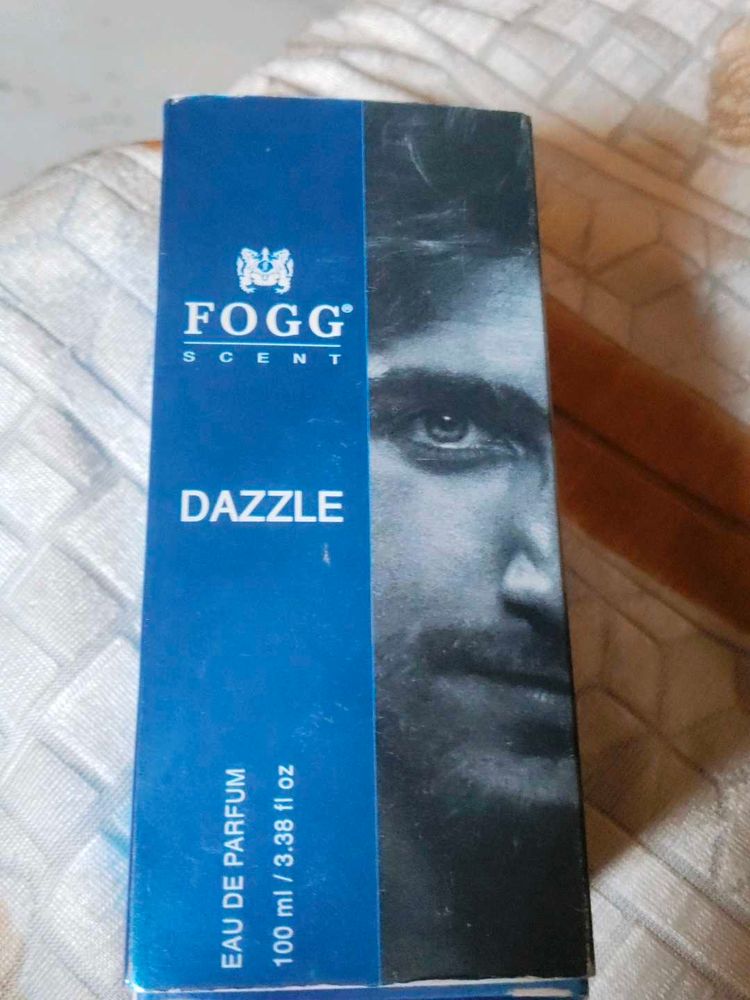 FOGG®
SCENT
DAZZLE
EAU DE PARFUM
100 ml / 3.38 fl oz